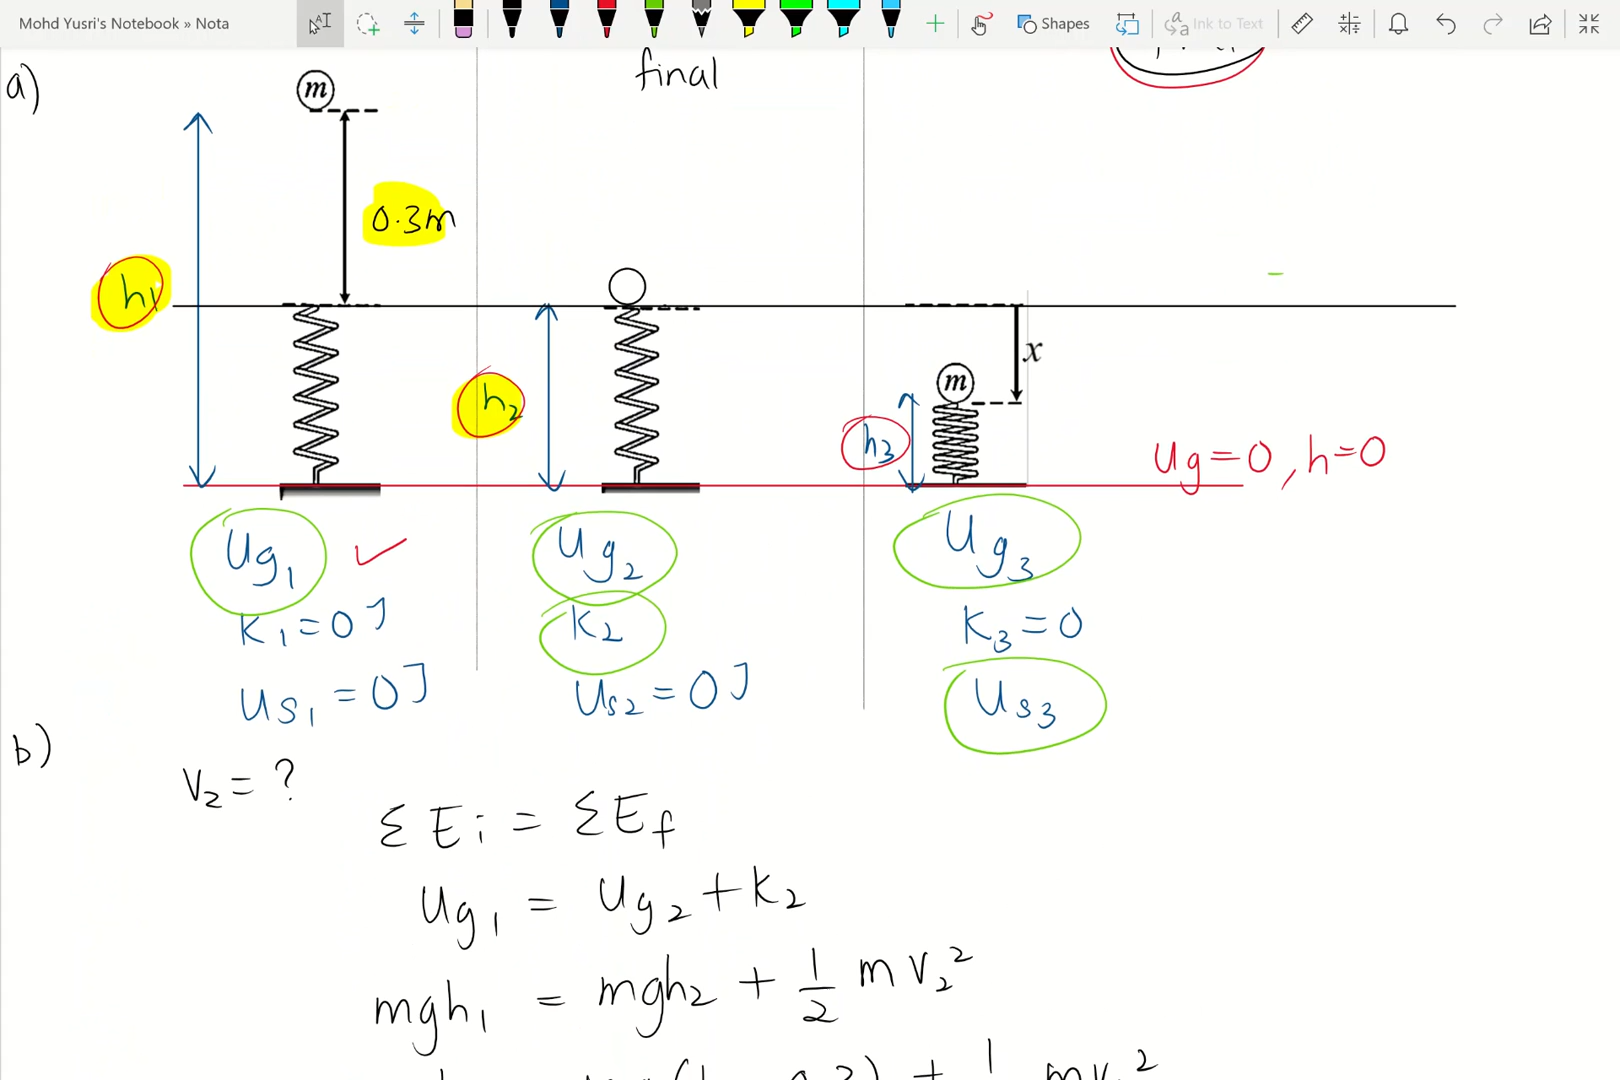 Mohd Yusri's Notebook » Nota
Shapes
Ink to Text
a)
final
m
0.3m
h1
h2
x
m
h3
Ug=0, h=0
Ug1
Ug2
Ug3
K1=0J
K2
K3=0
Us1=0J
Us2=0J
Us3
b)
V2=?
ΣEi = ΣEf
Ug1 = Ug2+K2
mgh1 = mgh2 + 1/2 mv2²